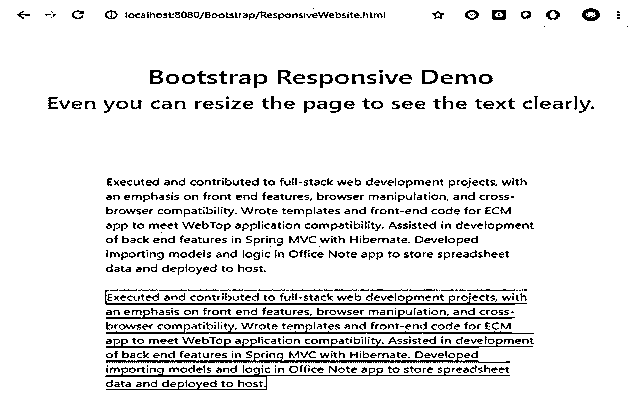 localhost:8080/Bootstrap/ResponsiveWebsite.html
Bootstrap Responsive Demo
Even you can resize the page to see the text clearly.
Executed and contributed to full-stack web development projects, with
an emphasis on front end features, browser manipulation, and cross-
browser compatibility. Wrote templates and front-end code for ECM
app to meet WebTop application compatibility. Assisted in development
of back end features in Spring MVC with Hibernate. Developed
importing models and logic in Office Note app to store spreadsheet
data and deployed to host.
Executed and contributed to full-stack web development projects, with
an emphasis on front end features, browser manipulation, and cross-
browser compatibility. Wrote templates and front-end code for ECM
app to meet WebTop application compatibility. Assisted in development
of back end features in Spring MVC with Hibernate. Developed
importing models and logic in Office Note app to store spreadsheet
data and deployed to host.